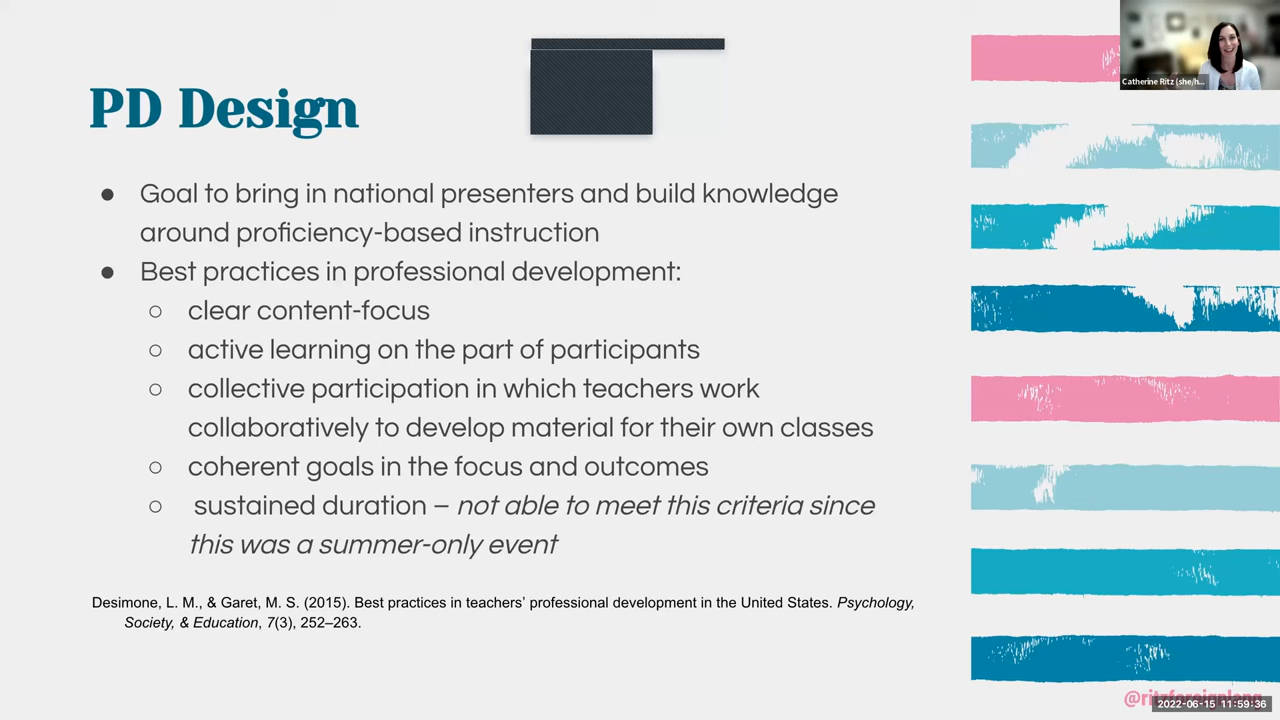 Catherine Ritz (she/h...
PD Design
● Goal to bring in national presenters and build knowledge
around proficiency-based instruction
● Best practices in professional development:
○ clear content-focus
○ active learning on the part of participants
○ collective participation in which teachers work
collaboratively to develop material for their own classes
○ coherent goals in the focus and outcomes
○ sustained duration – not able to meet this criteria since
this was a summer-only event
Desimone, L. M., & Garet, M. S. (2015). Best practices in teachers’ professional development in the United States. Psychology,
Society, & Education, 7(3), 252–263.
@ritzforeignlang
2022-06-15 11:59:36